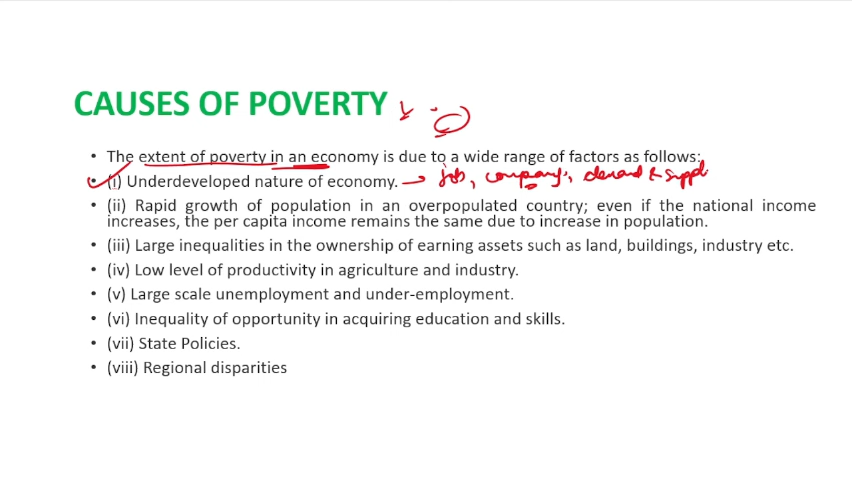 CAUSES OF POVERTY
• The extent of poverty in an economy is due to a wide range of factors as follows:
• (i) Underdeveloped nature of economy. → job, company, demand & suppl
• (ii) Rapid growth of population in an overpopulated country; even if the national income
increases, the per capita income remains the same due to increase in population.
• (iii) Large inequalities in the ownership of earning assets such as land, buildings, industry etc.
• (iv) Low level of productivity in agriculture and industry.
• (v) Large scale unemployment and under-employment.
• (vi) Inequality of opportunity in acquiring education and skills.
• (vii) State Policies.
• (viii) Regional disparities